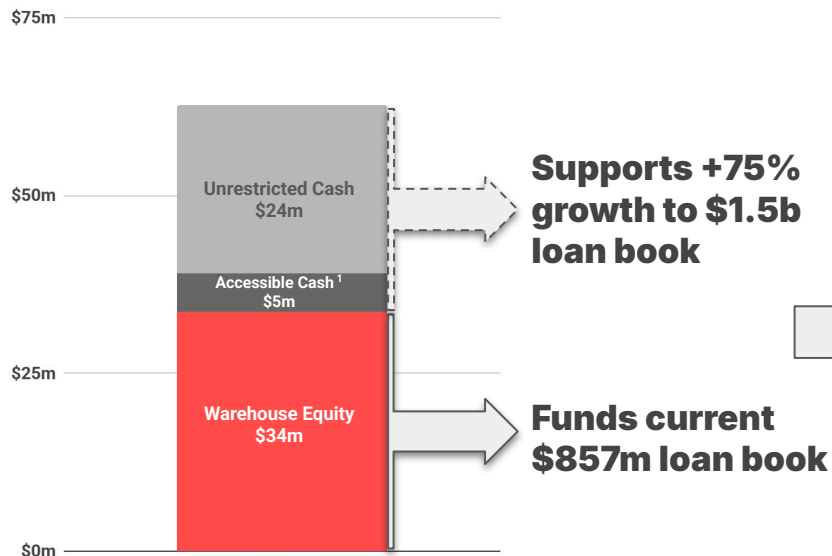 $75m
$50m
$25m
$0m
Unrestricted Cash
$24m
Accessible Cash 1
$5m
Warehouse Equity
$34m
Supports +75%
growth to $1.5b
loan book
Funds current
$857m loan book